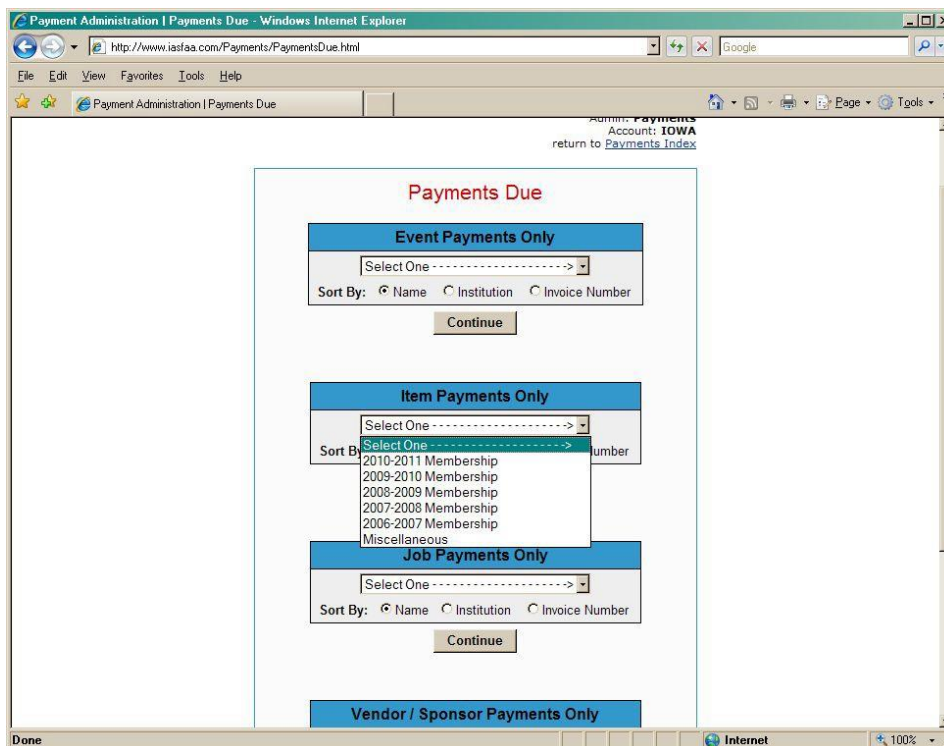 Payment Administration | Payments Due - Windows Internet Explorer
http://www.iasfaa.com/Payments/PaymentsDue.html
Google
File Edit View Favorites Tools Help
Payment Administration | Payments Due
Page Tools
Admin: Payments
Account: IOWA
return to Payments Index
Payments Due
Event Payments Only
Select One - - - - - - - - - - - - - - - - - - - ->
Sort By: Name Institution Invoice Number
Continue
Item Payments Only
Select One - - - - - - - - - - - - - - - - - - - ->
Select One - - - - - - - - - - - - - - - - - - - ->
Sort By
2010-2011 Membership
2009-2010 Membership
2008-2009 Membership
2007-2008 Membership
2006-2007 Membership
Miscellaneous
Job Payments Only
Select One - - - - - - - - - - - - - - - - - - - ->
Sort By: Name Institution Invoice Number
Continue
Vendor / Sponsor Payments Only
Done Internet 100%